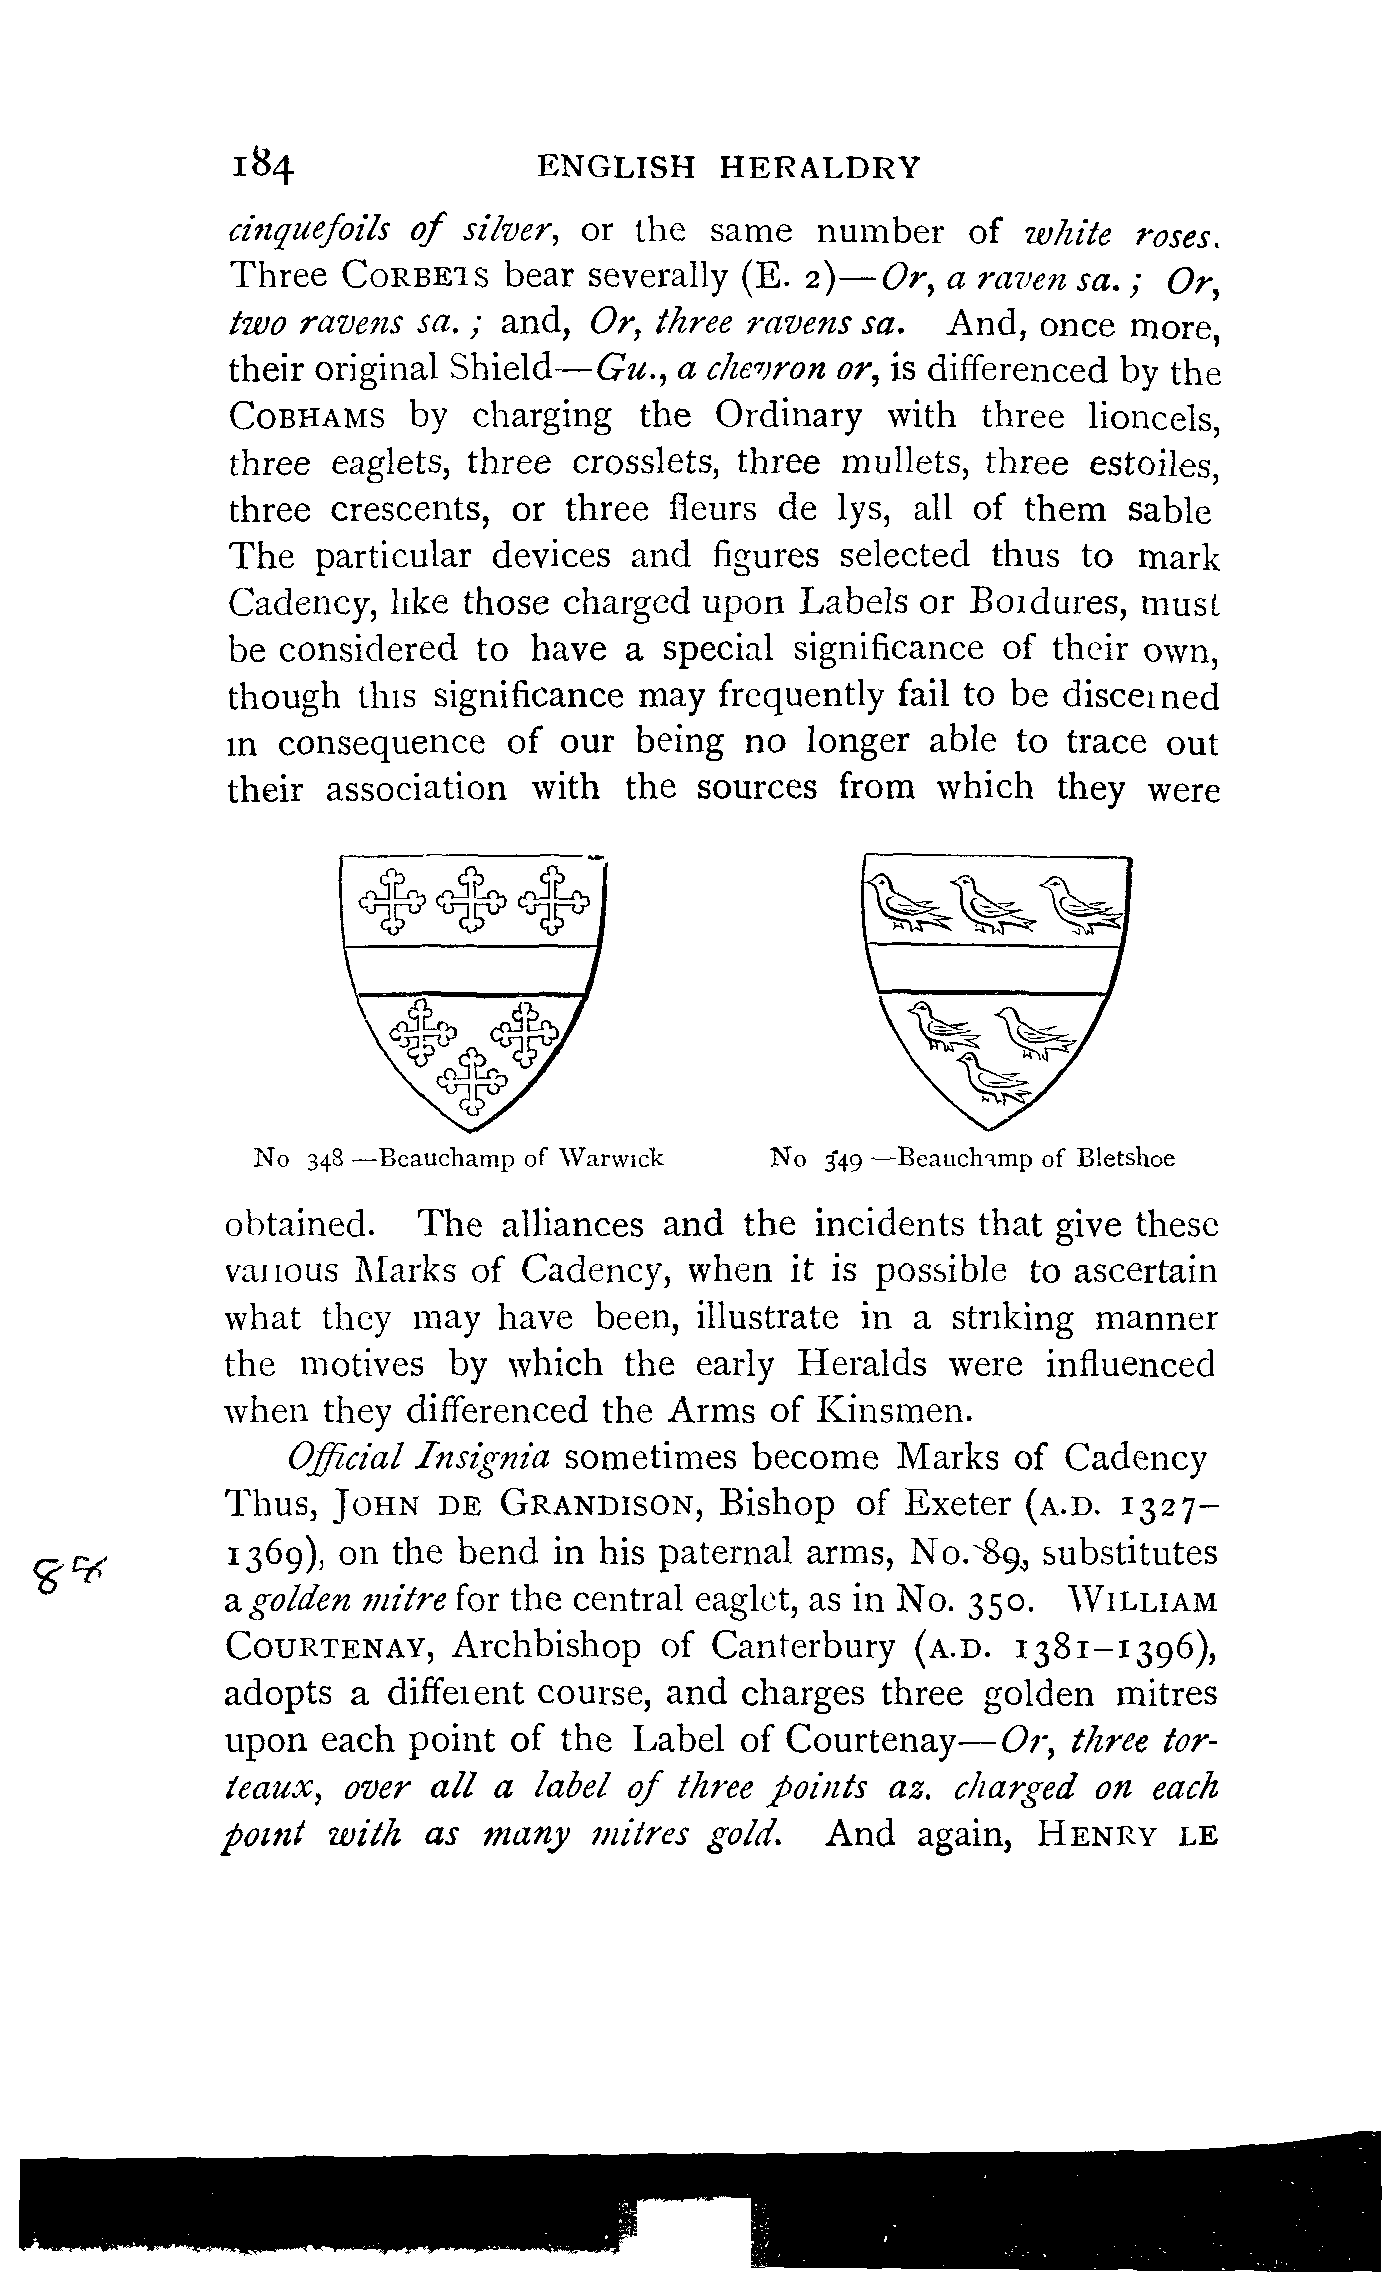 184 ENGLISH HERALDRY
cinquefoils of silver, or the same number of white roses.
Three CORBETS bear severally (E. 2)—Or, a raven sa. ; Or,
two ravens sa. ; and, Or, three ravens sa. And, once more,
their original Shield—Gu., a chevron or, is differenced by the
COBHAMS by charging the Ordinary with three lioncels,
three eaglets, three crosslets, three mullets, three estoiles,
three crescents, or three fleurs de lys, all of them sable
The particular devices and figures selected thus to mark
Cadency, like those charged upon Labels or Bordures, must
be considered to have a special significance of their own,
though this significance may frequently fail to be discerned
in consequence of our being no longer able to trace out
their association with the sources from which they were
No 348 —Beauchamp of Warwick
No 349 —Beauchamp of Bletshoe
obtained. The alliances and the incidents that give these
various Marks of Cadency, when it is possible to ascertain
what they may have been, illustrate in a striking manner
the motives by which the early Heralds were influenced
when they differenced the Arms of Kinsmen.
Official Insignia sometimes become Marks of Cadency
Thus, JOHN DE GRANDISON, Bishop of Exeter (A.D. 1327–
1369), on the bend in his paternal arms, No. 89, substitutes
a golden mitre for the central eaglet, as in No. 350. WILLIAM
COURTENAY, Archbishop of Canterbury (A.D. 1381–1396),
adopts a different course, and charges three golden mitres
upon each point of the Label of Courtenay—Or, three tor-
teaux, over all a label of three points az. charged on each
point with as many mitres gold. And again, HENRY LE